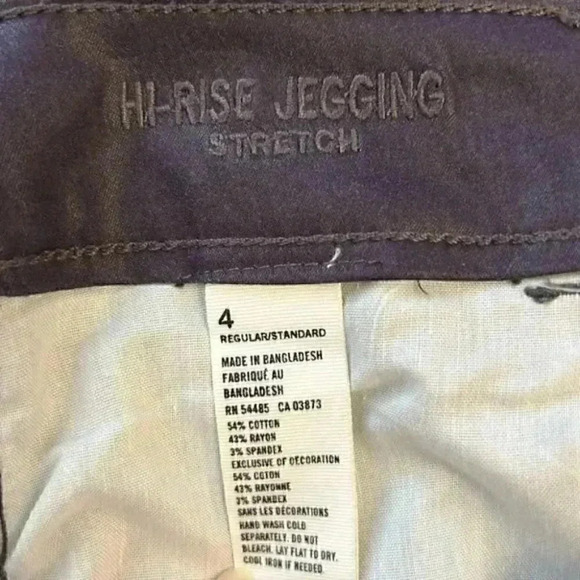 HI-RISE JEGGING
STRETCH
4
REGULAR/STANDARD
MADE IN BANGLADESH
FABRIQUÉ AU
BANGLADESH
RN 54485 CA 03873
54% COTTON
43% RAYON
3% SPANDEX
EXCLUSIVE OF DECORATION
54% COTON
43% RAYONNE
3% SPANDEX
SANS LES DÉCORATIONS
HAND WASH COLD
SEPARATELY. DO NOT
BLEACH. LAY FLAT TO DRY.
COOL IRON IF NEEDED.